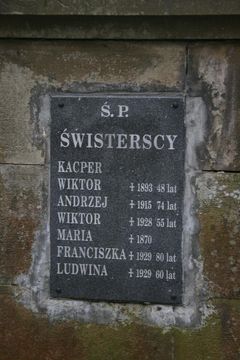 Ś.P.
ŚWISTERSCY
KACPER
WIKTOR † 1893 48 lat
ANDRZEJ † 1915 74 lat
WIKTOR † 1928 55 lat
MARIA † 1870
FRANCISZKA † 1929 80 lat
LUDWINA † 1929 60 lat